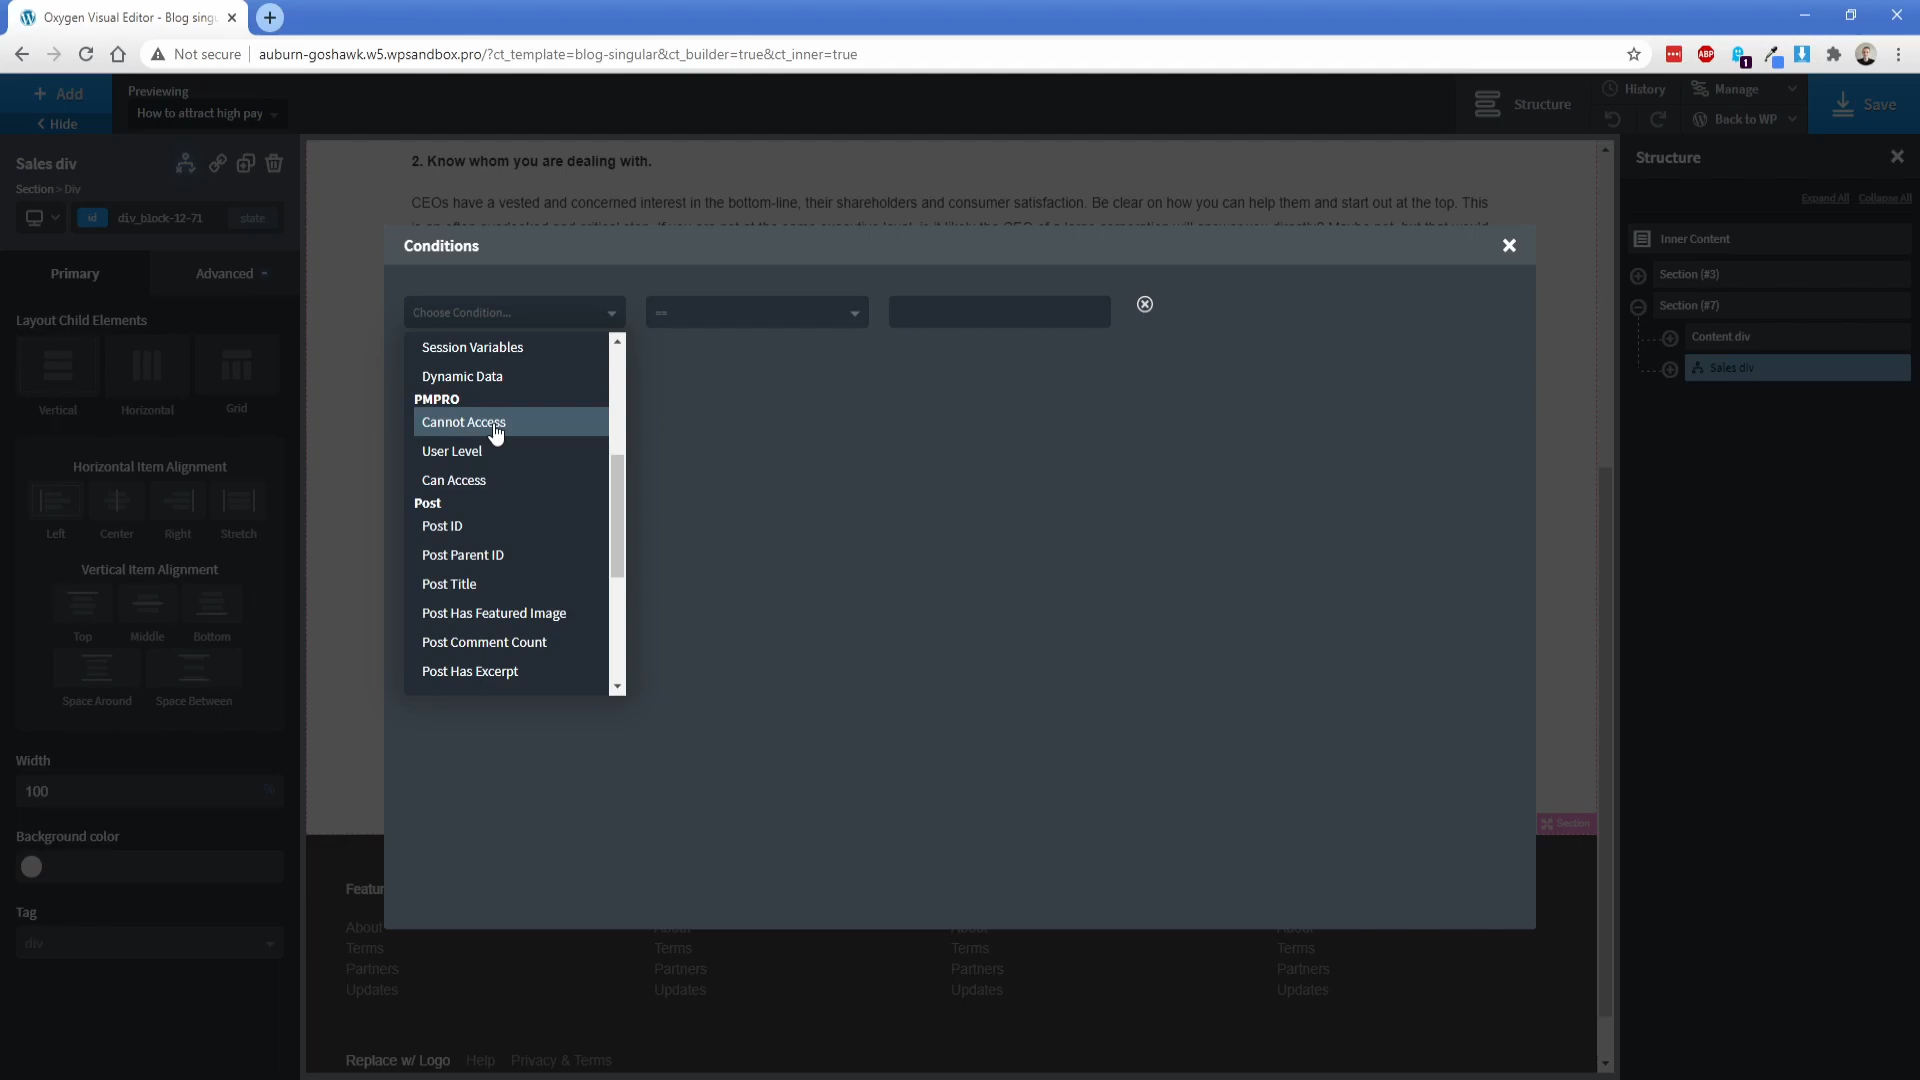 Oxygen Visual Editor - Blog singu
Not secure
auburn-goshawk.w5.wpsandbox.pro/?ct_template=blog-singular&ct_builder=true&ct_inner=true
ABP
1
+ Add
Previewing
How to attract high pay
< Hide
Structure
History
Manage
Back to WP
Save
Sales div
Section > Div
id
div_block-12-71
state
Primary
Advanced
Layout Child Elements
Vertical
Horizontal
Grid
Horizontal Item Alignment
Left
Center
Right
Stretch
Vertical Item Alignment
Top
Middle
Bottom
Space Around
Space Between
Width
100
%
Background color
Tag
div
2. Know whom you are dealing with.
CEOs have a vested and concerned interest in the bottom-line, their shareholders and consumer satisfaction. Be clear on how you can help them and start out at the top. This
Conditions
Choose Condition...
==
Session Variables
Dynamic Data
PMPRO
Cannot Access
User Level
Can Access
Post
Post ID
Post Parent ID
Post Title
Post Has Featured Image
Post Comment Count
Post Has Excerpt
Section
Featur
About
Terms
Partners
Updates
About
Terms
Partners
Updates
About
Terms
Partners
Updates
About
Terms
Partners
Updates
Replace w/ Logo
Help
Privacy & Terms
Structure
Expand All
Collapse All
Inner Content
Section (#3)
Section (#7)
Content div
Sales div